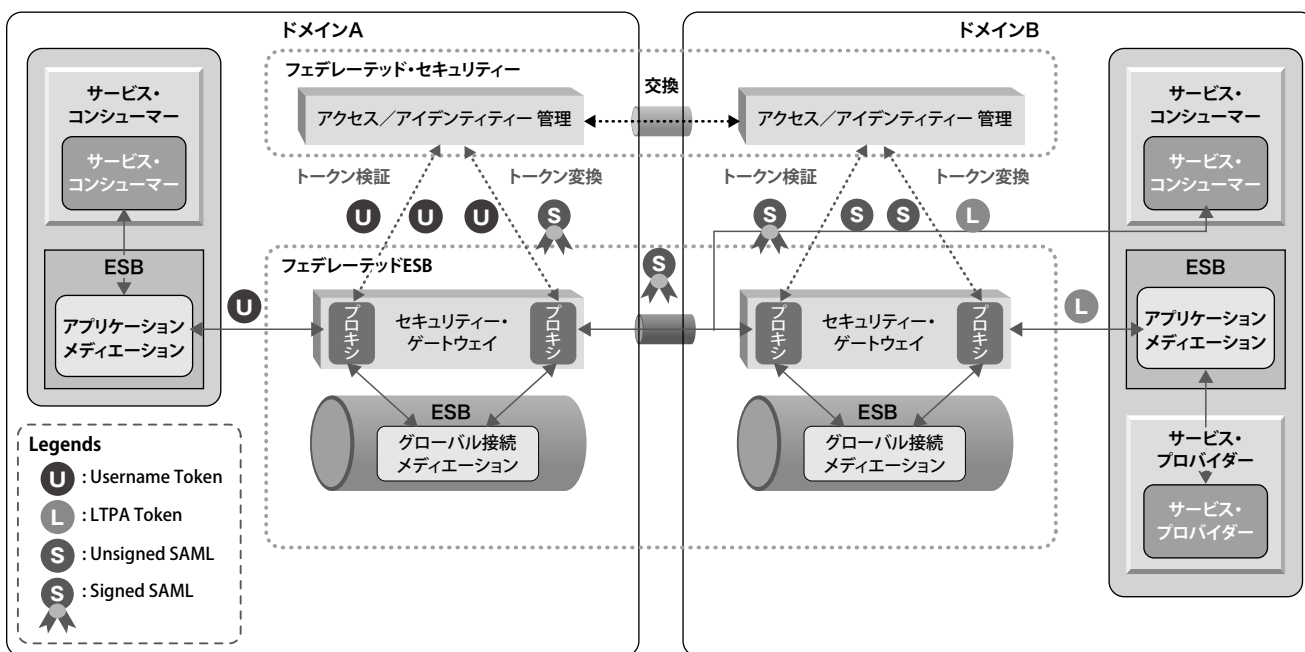 ドメインA
ドメインB
フェデレーテッド・セキュリティー
交換
アクセス／アイデンティティー 管理
アクセス／アイデンティティー 管理
サービス・
コンシューマー
サービス・
コンシューマー
ESB
アプリケーション
メディエーション
トークン検証
トークン変換
トークン検証
トークン変換
U
U
U
S
S
S
S
L
フェデレーテッドESB
S
U
プロキシ
セキュリティー・
ゲートウェイ
プロキシ
プロキシ
セキュリティー・
ゲートウェイ
プロキシ
L
ESB
グローバル接続
メディエーション
ESB
グローバル接続
メディエーション
サービス・
コンシューマー
サービス・
コンシューマー
ESB
アプリケーション
メディエーション
サービス・
プロバイダー
サービス・
プロバイダー
Legends
U : Username Token
L : LTPA Token
S : Unsigned SAML
S : Signed SAML